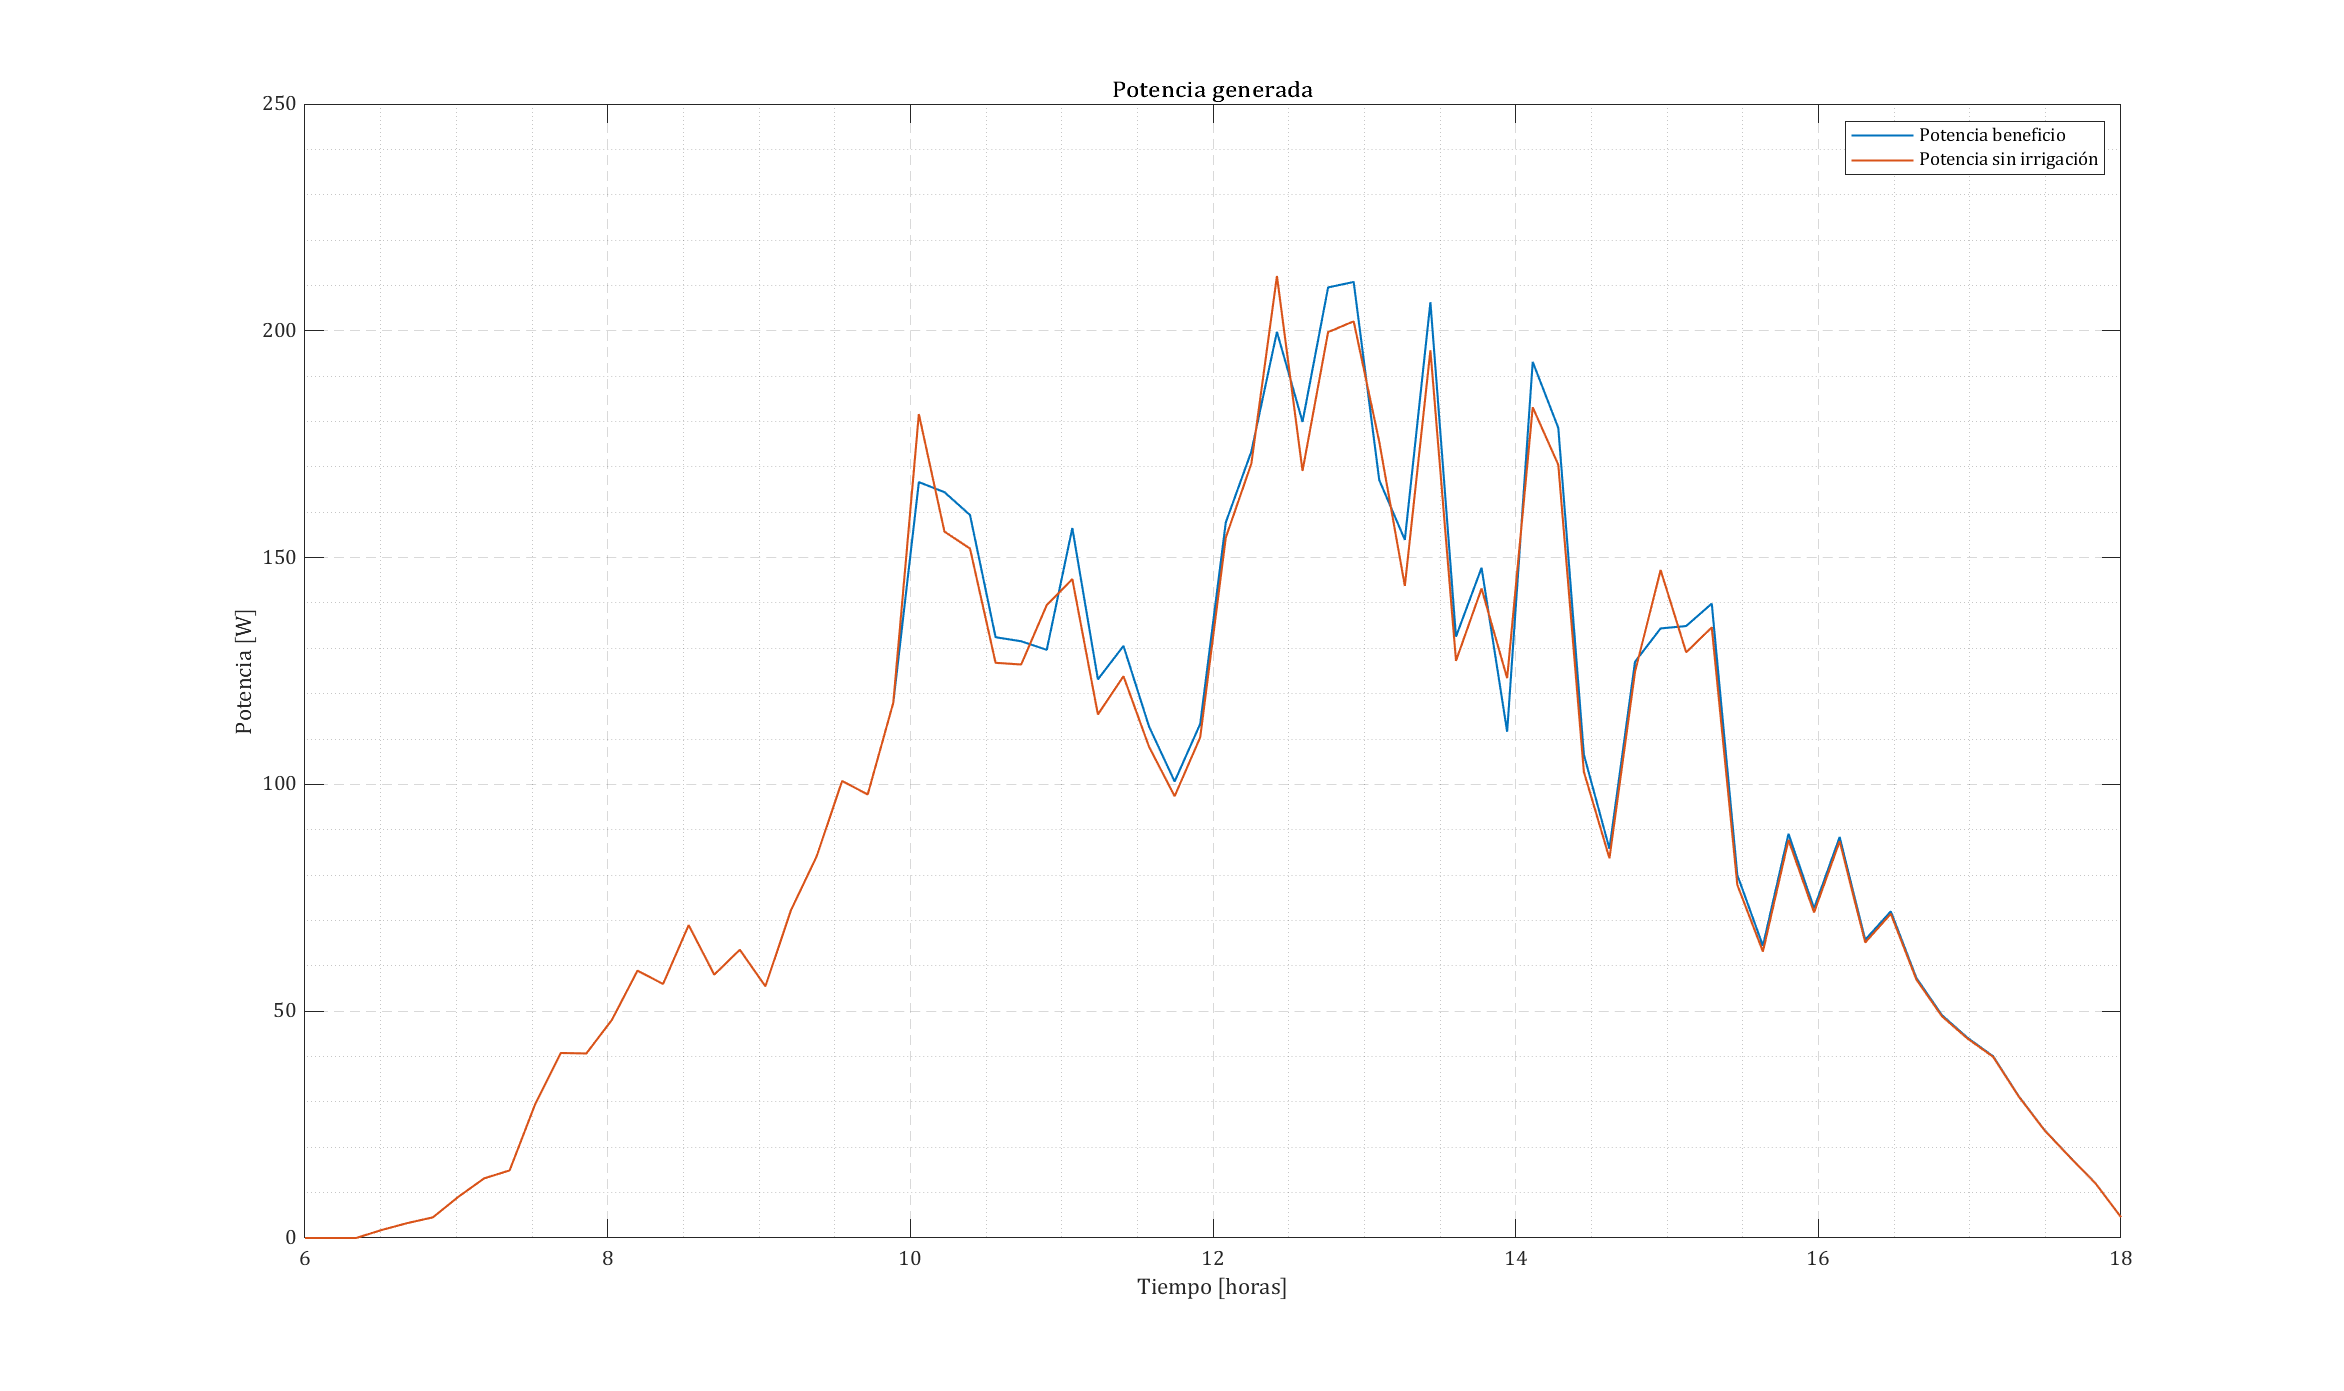 Potencia generada
250
200
150
100
50
0
Potencia [W]
6 8 10 12 14 16 18
Tiempo [horas]
Potencia beneficio
Potencia sin irrigación